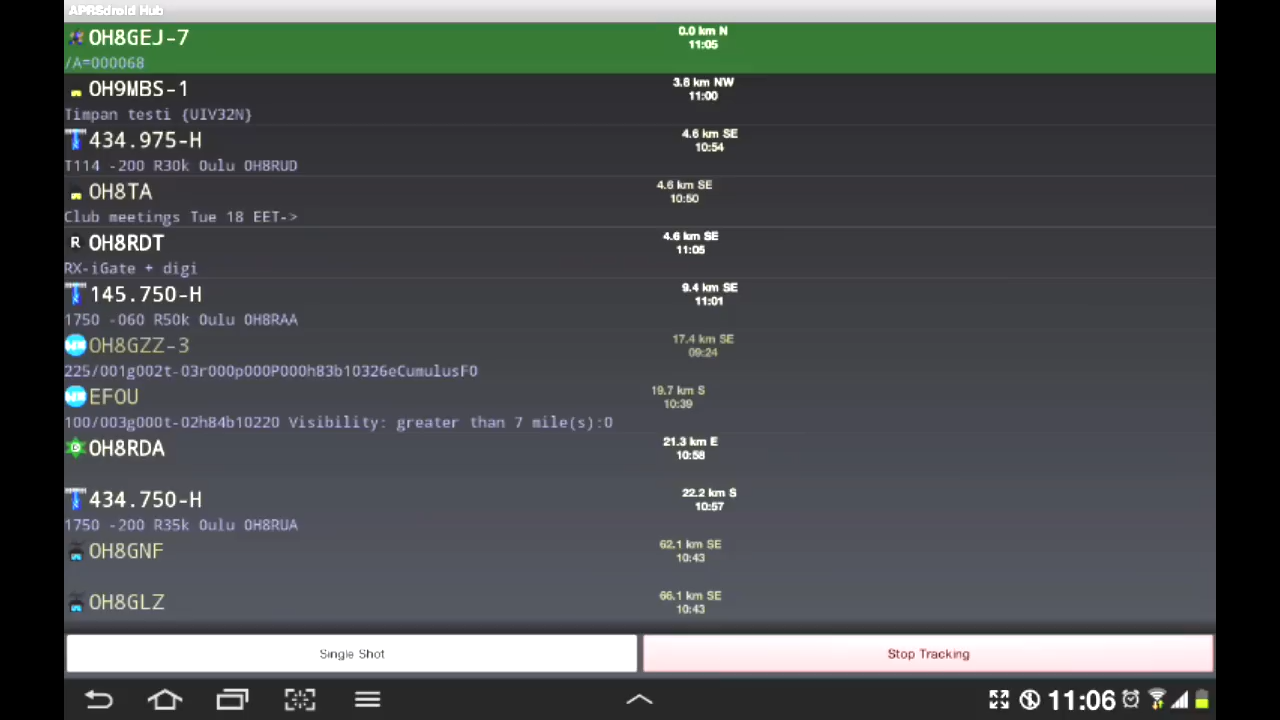 APRSdroid Hub
OH8GEJ-7
0.0 km N
11:05
/A=000068
OH9MBS-1
3.8 km NW
11:00
Timpan testi {UIV32N}
434.975-H
4.6 km SE
10:54
T114 -200 R30k Oulu OH8RUD
OH8TA
4.6 km SE
10:50
Club meetings Tue 18 EET->
R OH8RDT
4.6 km SE
11:05
RX-iGate + digi
145.750-H
9.4 km SE
11:01
1750 -060 R50k Oulu OH8RAA
OH8GZZ-3
17.4 km SE
09:24
225/001g002t-03r000p000P000h83b10326eCumulusFO
EFOU
19.7 km S
10:39
100/003g000t-02h84b10220 Visibility: greater than 7 mile(s):0
OH8RDA
21.3 km E
10:58
434.750-H
22.2 km S
10:57
1750 -200 R35k Oulu OH8RUA
OH8GNF
62.1 km SE
10:43
OH8GLZ
66.1 km SE
10:43
Single Shot
Stop Tracking
11:06